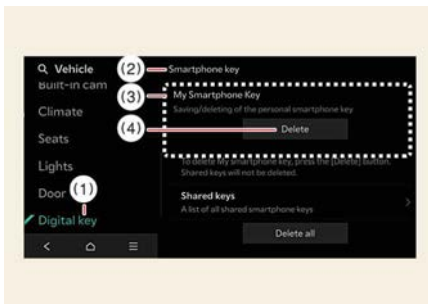 Vehicle
(2)
Smartphone key
Built-in cam
(3)
My Smartphone Key
Saving/deleting of the personal smartphone key
Climate
(4)
Delete
Seats
To delete My smartphone key, press the [Delete] button.
Shared keys will not be deleted.
Lights
Door
(1)
Shared keys
A list of all shared smartphone keys
Digital key
Delete all